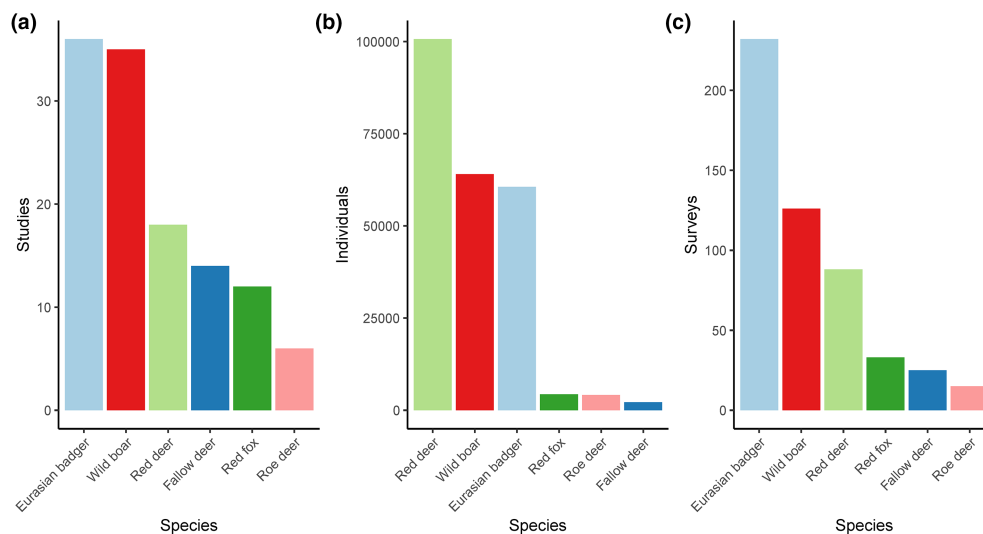 (a)
Studies
30
20
10
0
Eurasian badger
Wild boar
Red deer
Fallow deer
Red fox
Roe deer
Species
(b)
Individuals
100000
75000
50000
25000
0
Red deer
Wild boar
Eurasian badger
Red fox
Roe deer
Fallow deer
Species
(c)
Surveys
200
150
100
50
0
Eurasian badger
Wild boar
Red deer
Red fox
Fallow deer
Roe deer
Species